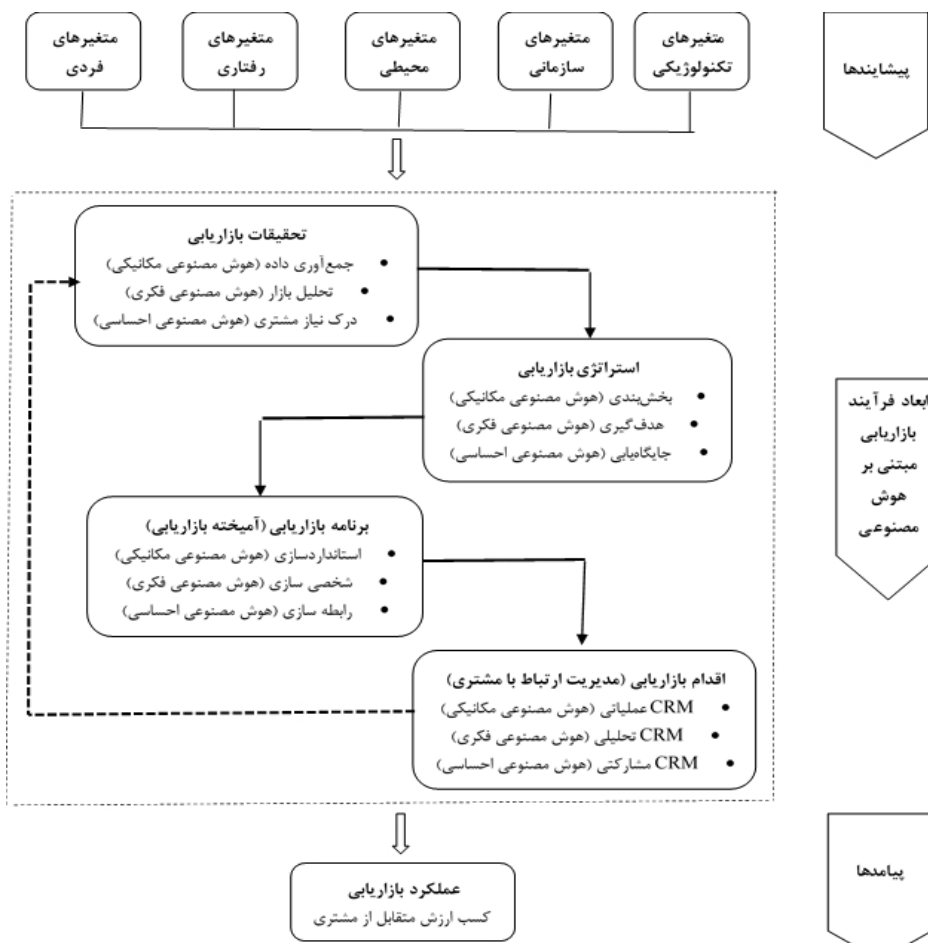 پیشایندها
متغیرهای
تکنولوژیکی
متغیرهای
سازمانی
متغیرهای
محیطی
متغیرهای
رفتاری
متغیرهای
فردی
ابعاد فرآیند
بازاریابی
مبتنی بر
هوش
مصنوعی
تحقیقات بازاریابی
• جمع‌آوری داده (هوش مصنوعی مکانیکی)
• تحلیل بازار (هوش مصنوعی فکری)
• درک نیاز مشتری (هوش مصنوعی احساسی)
استراتژی بازاریابی
• بخش‌بندی (هوش مصنوعی مکانیکی)
• هدف‌گیری (هوش مصنوعی فکری)
• جایگاه‌یابی (هوش مصنوعی احساسی)
برنامه بازاریابی (آمیخته بازاریابی)
• استانداردسازی (هوش مصنوعی مکانیکی)
• شخصی سازی (هوش مصنوعی فکری)
• رابطه سازی (هوش مصنوعی احساسی)
اقدام بازاریابی (مدیریت ارتباط با مشتری)
• CRM عملیاتی (هوش مصنوعی مکانیکی)
• CRM تحلیلی (هوش مصنوعی فکری)
• CRM مشارکتی (هوش مصنوعی احساسی)
پیامدها
عملکرد بازاریابی
کسب ارزش متقابل از مشتری